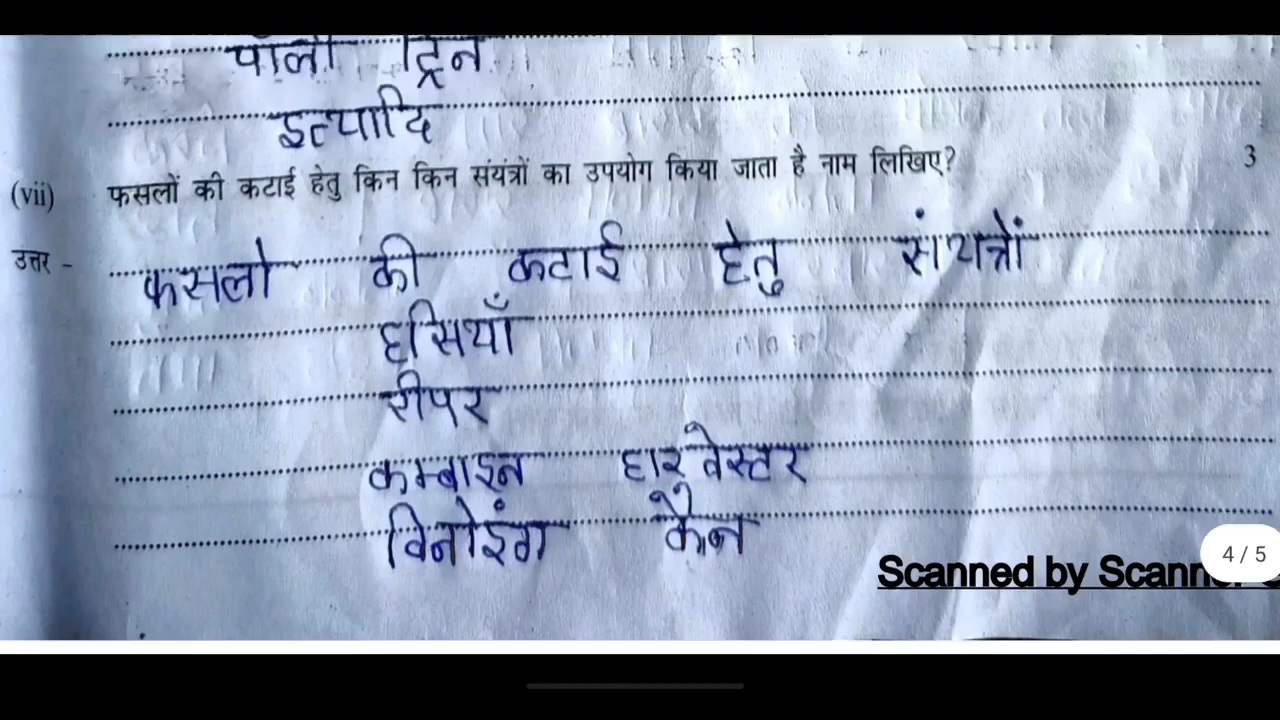 पॉली ट्रिन
इत्यादि
(vii) फसलों की कटाई हेतु किन किन संयंत्रों का उपयोग किया जाता है नाम लिखिए? 3
उत्तर - फसलो की कटाई हेतु संयंत्रों
हसियाँ
रीपर
कम्बाइन हारवेस्टर
विनोइंग
4 / 5
Scanned by